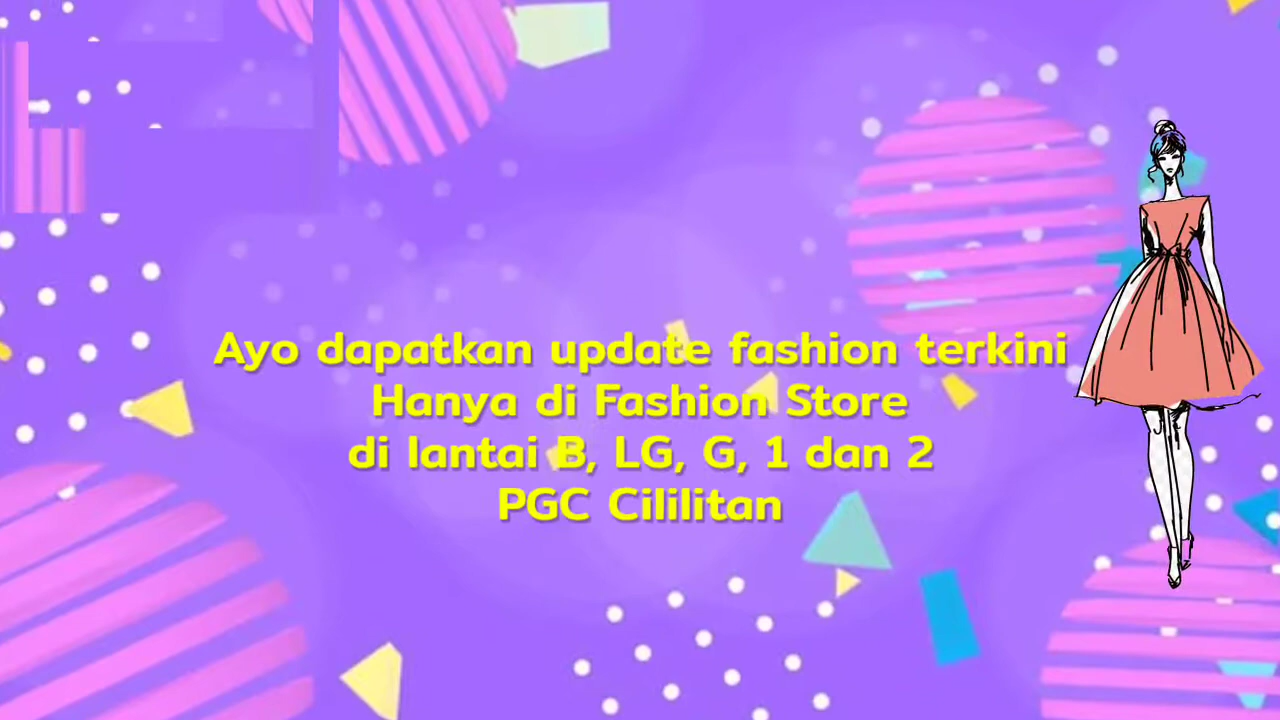 Ayo dapatkan update fashion terkini
Hanya di Fashion Store
di lantai B, LG, G, 1 dan 2
PGC Cililitan